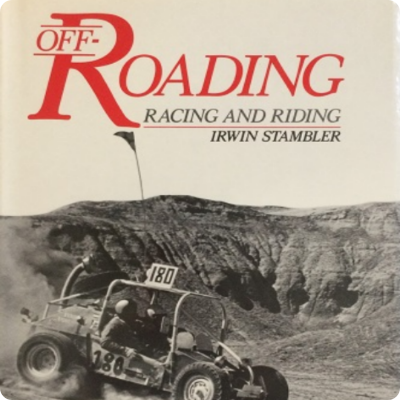 OFF-
ROADING
RACING AND RIDING
IRWIN STAMBLER
180
180